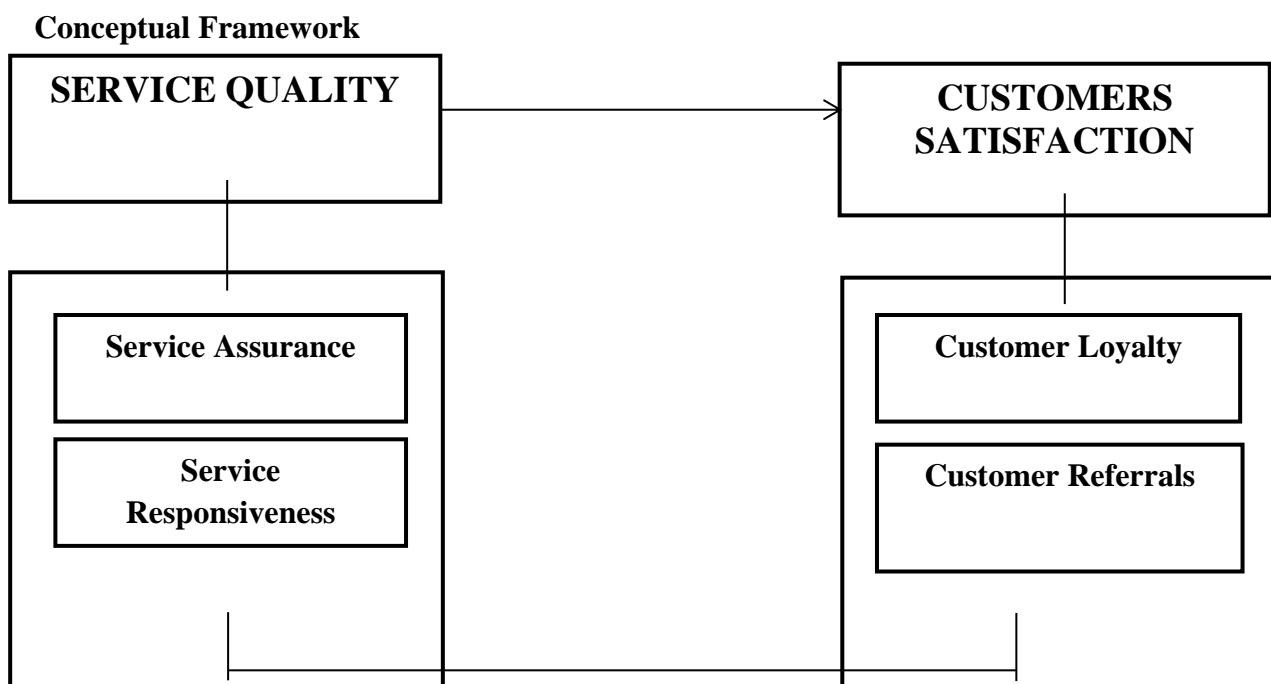 Conceptual Framework
SERVICE QUALITY
CUSTOMERS
SATISFACTION
Service Assurance
Service
Responsiveness
Customer Loyalty
Customer Referrals